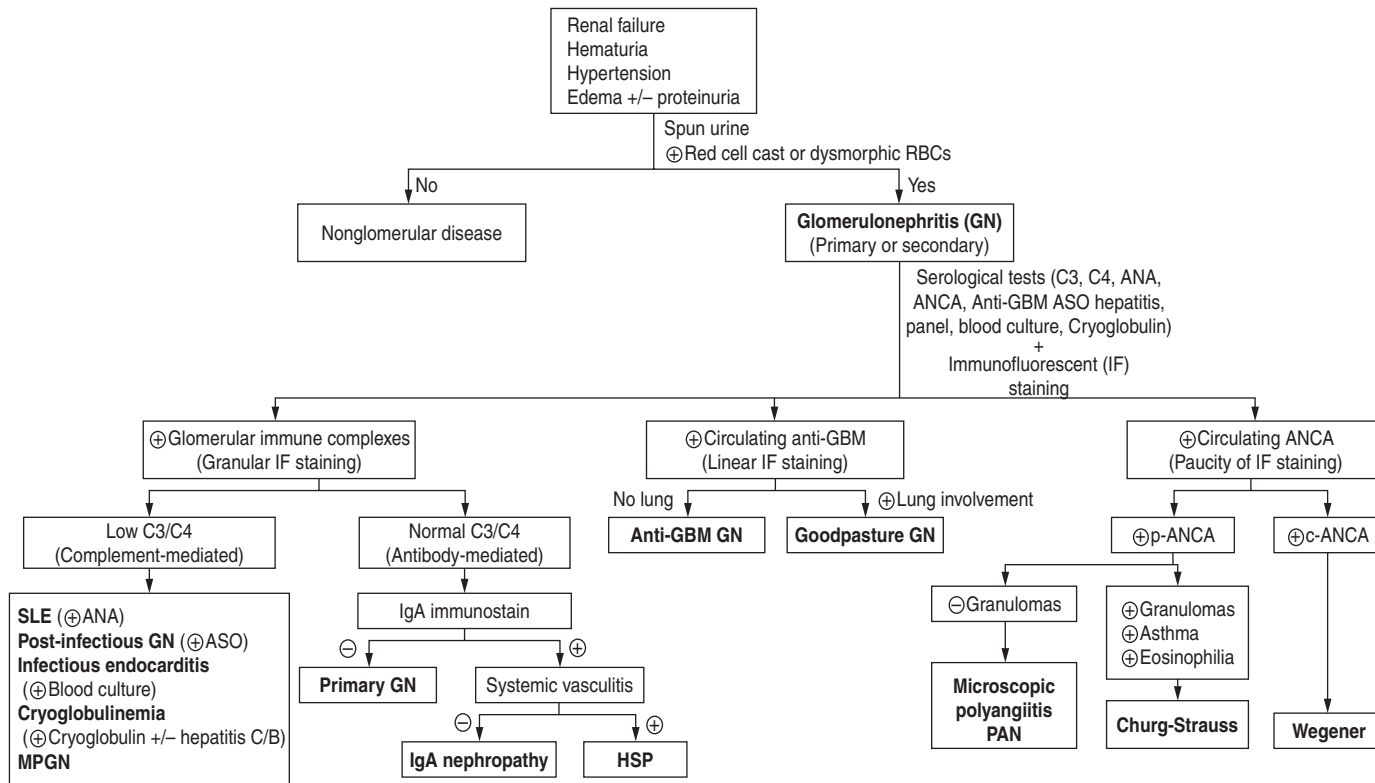 Renal failure
Hematuria
Hypertension
Edema +/– proteinuria
Spun urine
⊕Red cell cast or dysmorphic RBCs
No
Yes
Nonglomerular disease
Glomerulonephritis (GN)
(Primary or secondary)
Serological tests (C3, C4, ANA,
ANCA, Anti-GBM ASO hepatitis,
panel, blood culture, Cryoglobulin)
+
Immunofluorescent (IF)
staining
⊕Glomerular immune complexes
(Granular IF staining)
⊕Circulating anti-GBM
(Linear IF staining)
⊕Circulating ANCA
(Paucity of IF staining)
Low C3/C4
(Complement-mediated)
Normal C3/C4
(Antibody-mediated)
No lung
⊕Lung involvement
Anti-GBM GN
Goodpasture GN
⊕p-ANCA
⊕c-ANCA
SLE (⊕ANA)
Post-infectious GN (⊕ASO)
Infectious endocarditis
(⊕Blood culture)
Cryoglobulinemia
(⊕Cryoglobulin +/– hepatitis C/B)
MPGN
IgA immunostain
⊖
⊕
Primary GN
Systemic vasculitis
⊖
⊕
IgA nephropathy
HSP
⊖Granulomas
⊕Granulomas
⊕Asthma
⊕Eosinophilia
Microscopic
polyangiitis
PAN
Churg-Strauss
Wegener